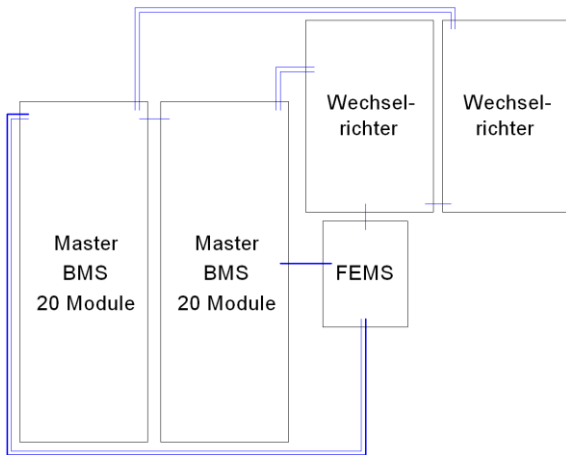 Wechsel-
richter
Wechsel-
richter
Master
BMS
20 Module
Master
BMS
20 Module
FEMS